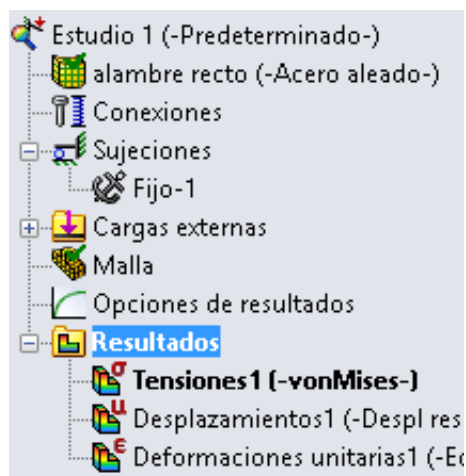 Estudio 1 (-Predeterminado-)
alambre recto (-Acero aleado-)
Conexiones
Sujeciones
Fijo-1
Cargas externas
Malla
Opciones de resultados
Resultados
Tensiones1 (-vonMises-)
Desplazamientos1 (-Despl res
Deformaciones unitarias1 (-